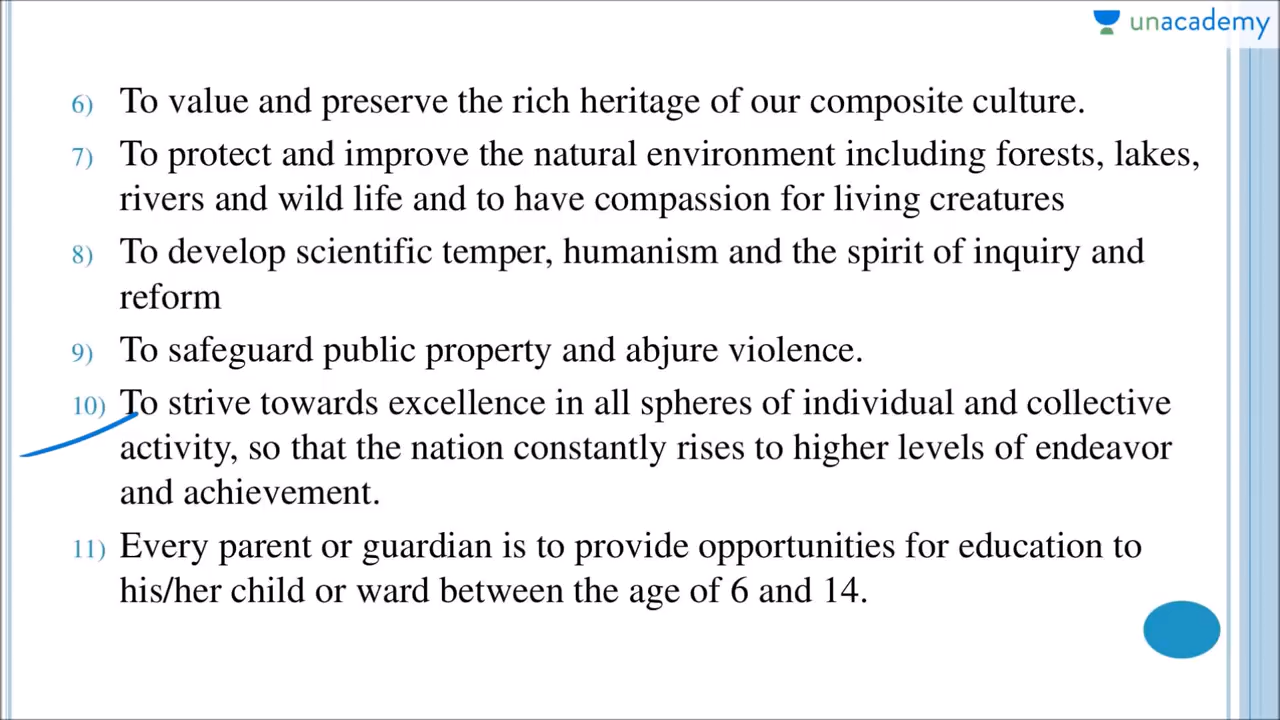 unacademy
6) To value and preserve the rich heritage of our composite culture.
7) To protect and improve the natural environment including forests, lakes,
rivers and wild life and to have compassion for living creatures
8) To develop scientific temper, humanism and the spirit of inquiry and
reform
9) To safeguard public property and abjure violence.
10) To strive towards excellence in all spheres of individual and collective
activity, so that the nation constantly rises to higher levels of endeavor
and achievement.
11) Every parent or guardian is to provide opportunities for education to
his/her child or ward between the age of 6 and 14.